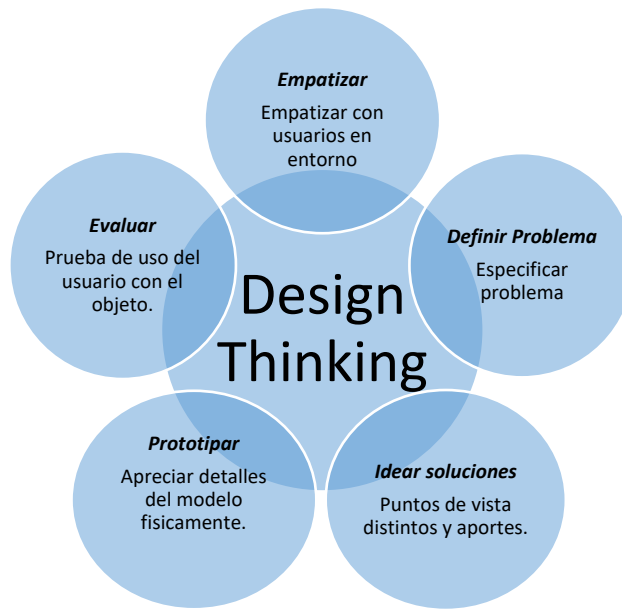 Empatizar
Empatizar con
usuarios en
entorno
Definir Problema
Especificar
problema
Idear soluciones
Puntos de vista
distintos y aportes.
Prototipar
Apreciar detalles
del modelo
fisicamente.
Evaluar
Prueba de uso del
usuario con el
objeto.
Design
Thinking